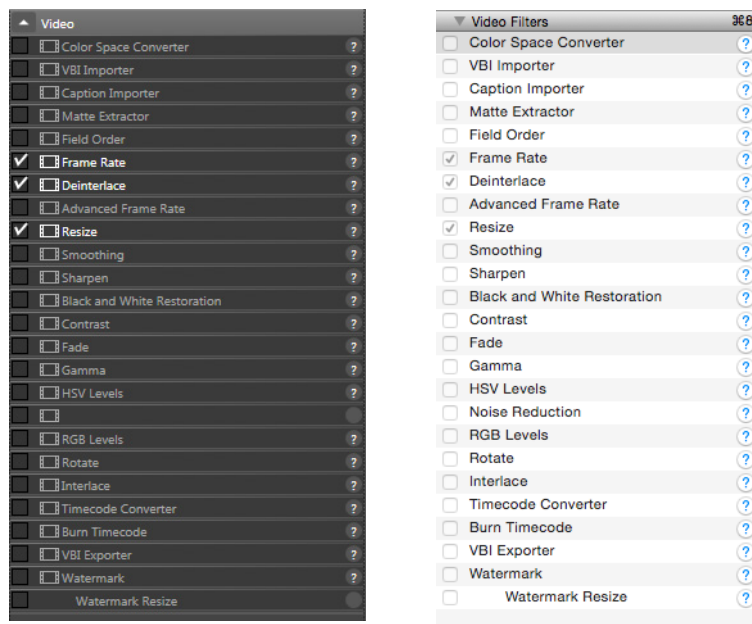 Video
Color Space Converter ?
VBI Importer ?
Caption Importer ?
Matte Extractor ?
Field Order ?
Frame Rate ?
Deinterlace ?
Advanced Frame Rate ?
Resize ?
Smoothing ?
Sharpen ?
Black and White Restoration ?
Contrast ?
Fade ?
Gamma ?
HSV Levels ?
RGB Levels ?
Rotate ?
Interlace ?
Timecode Converter ?
Burn Timecode ?
VBI Exporter ?
Watermark ?
Watermark Resize
Video Filters ⌘8
Color Space Converter ?
VBI Importer ?
Caption Importer ?
Matte Extractor ?
Field Order ?
Frame Rate ?
Deinterlace ?
Advanced Frame Rate ?
Resize ?
Smoothing ?
Sharpen ?
Black and White Restoration ?
Contrast ?
Fade ?
Gamma ?
HSV Levels ?
Noise Reduction ?
RGB Levels ?
Rotate ?
Interlace ?
Timecode Converter ?
Burn Timecode ?
VBI Exporter ?
Watermark ?
Watermark Resize ?